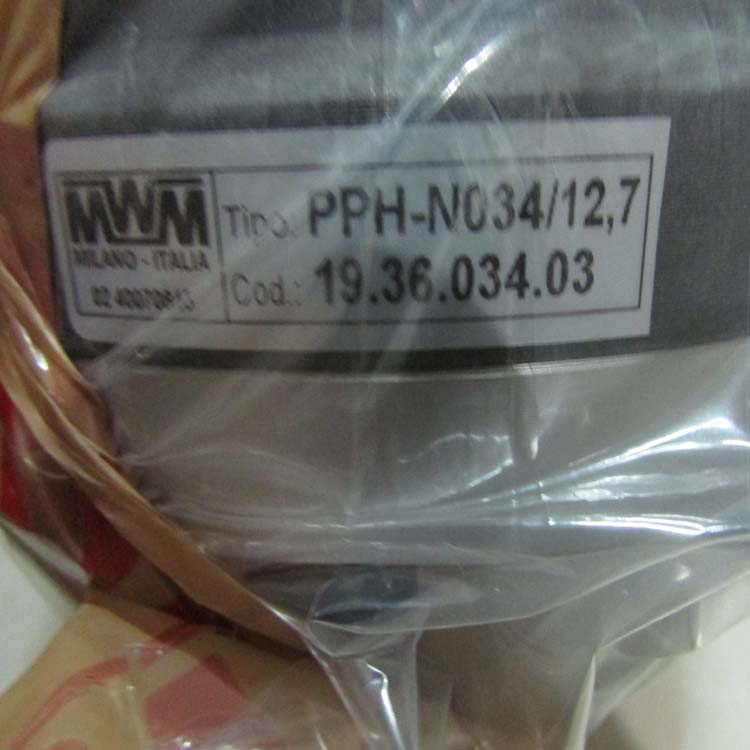 MWM
MILANO - ITALIA
Tipo: PPH-N034/12,7
Cod.: 19.36.034.03